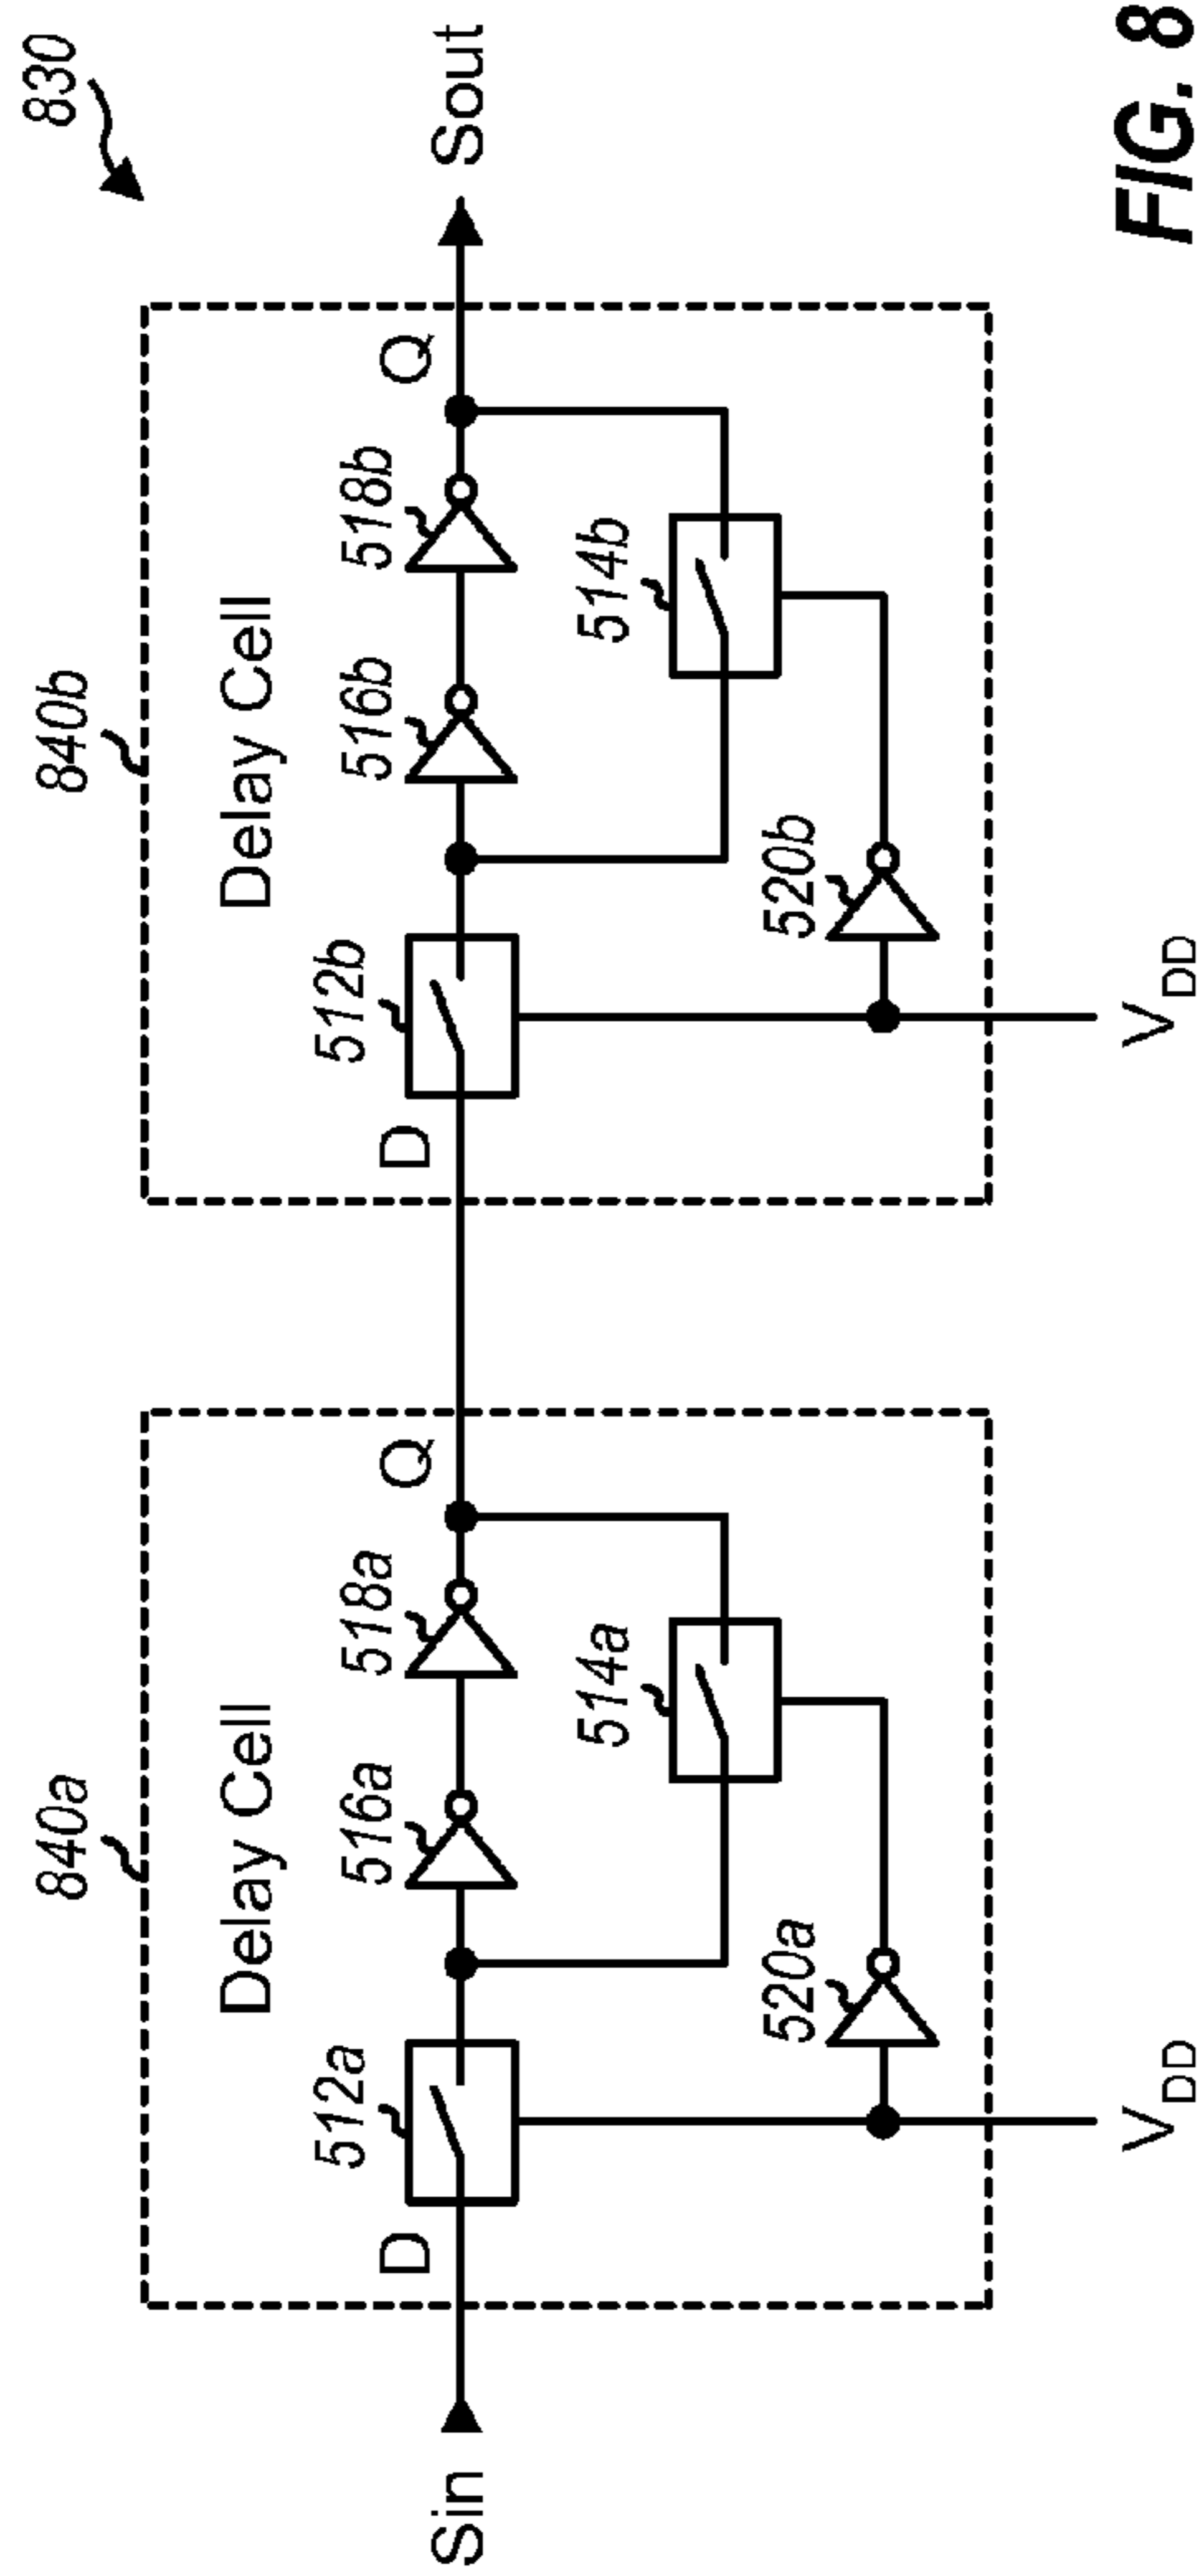 830
840a
840b
Delay Cell
Delay Cell
Sin
D
512a
516a
518a
Q
D
512b
516b
518b
Q
Sout
514a
514b
520a
520b
VDD
VDD
FIG. 8